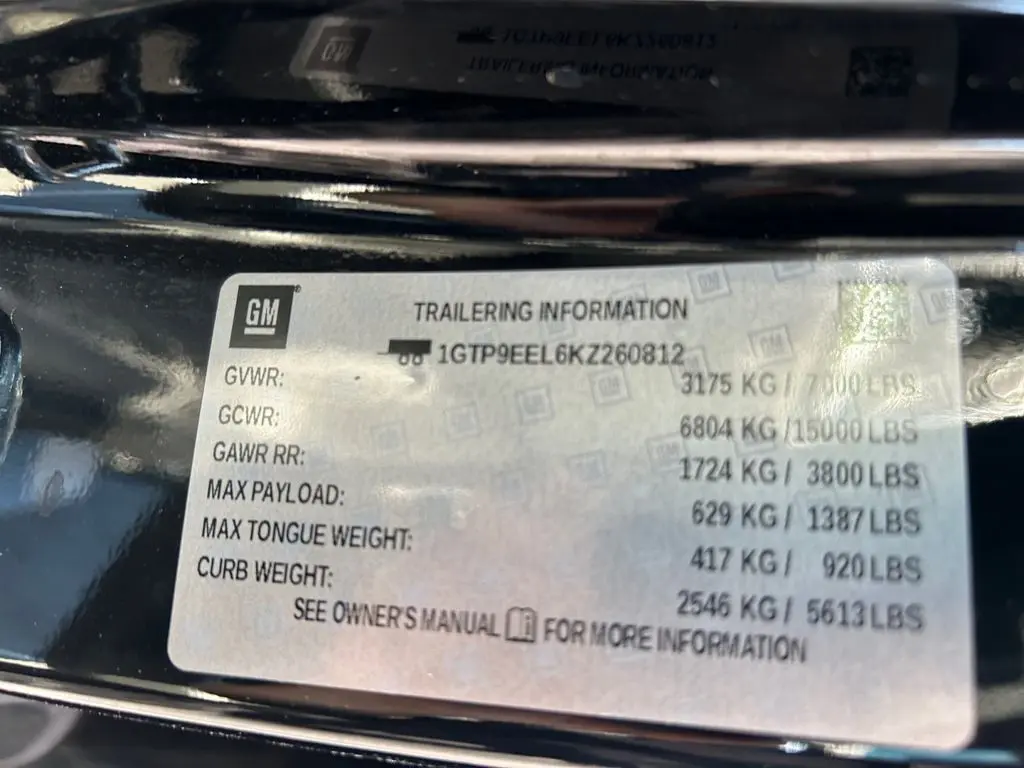 GM
TRAILERING INFORMATION
1GTP9EEL6KZ260812
GVWR: 3175 KG / 7000 LBS
GCWR: 6804 KG / 15000 LBS
GAWR RR: 1724 KG / 3800 LBS
MAX PAYLOAD: 629 KG / 1387 LBS
MAX TONGUE WEIGHT: 417 KG / 920 LBS
CURB WEIGHT: 2546 KG / 5613 LBS
SEE OWNER'S MANUAL FOR MORE INFORMATION